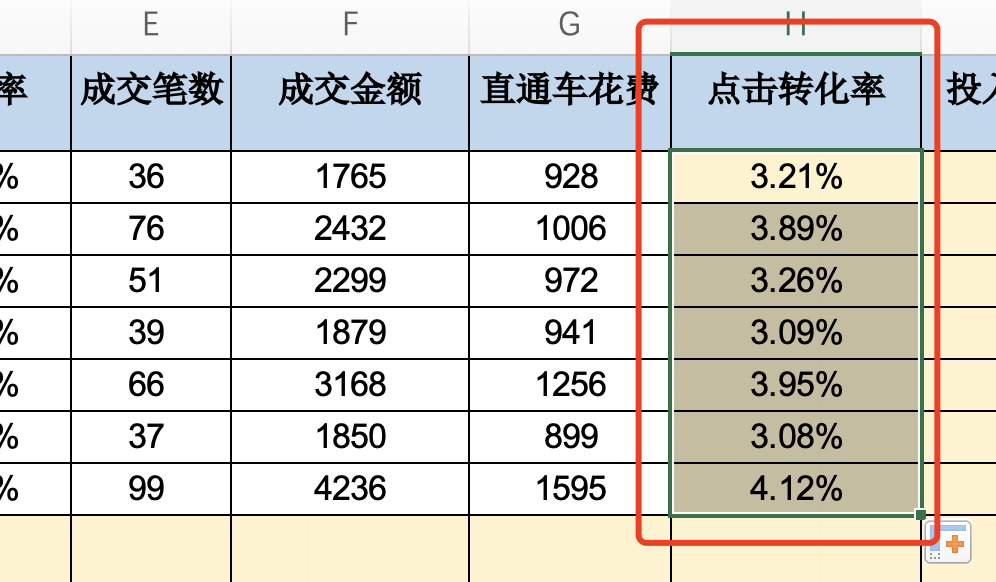 E F G H
率 成交笔数 成交金额 直通车花费 点击转化率 投入
% 36 1765 928 3.21%
% 76 2432 1006 3.89%
% 51 2299 972 3.26%
% 39 1879 941 3.09%
% 66 3168 1256 3.95%
% 37 1850 899 3.08%
% 99 4236 1595 4.12%